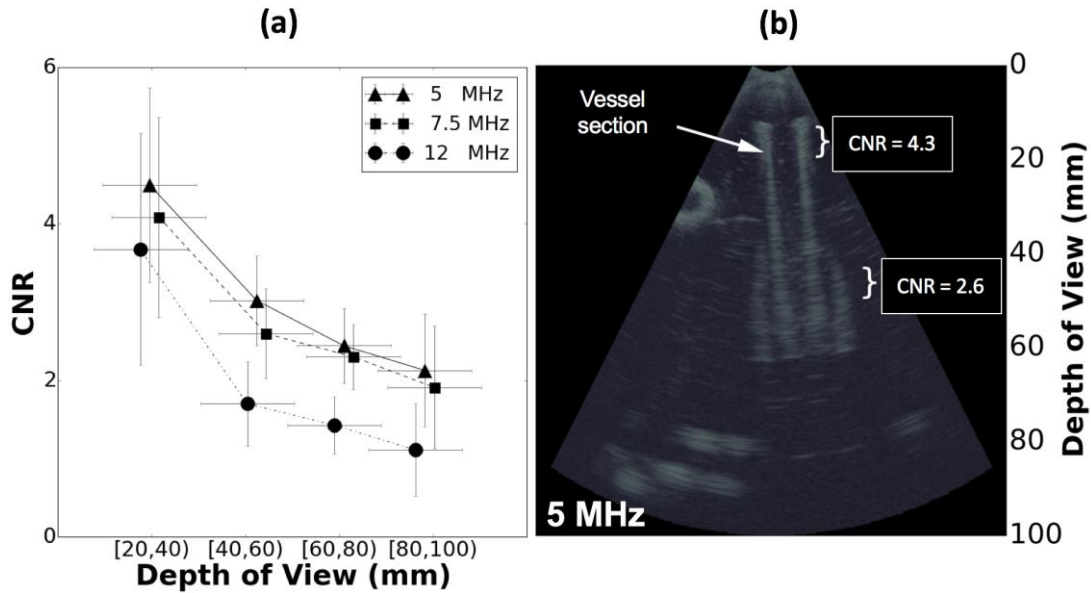 (a)
6
4
2
0
CNR
5 MHz
7.5 MHz
12 MHz
[20,40)
[40,60)
[60,80)
[80,100)
Depth of View (mm)
(b)
Vessel
section
CNR = 4.3
CNR = 2.6
5 MHz
0
20
40
60
80
100
Depth of View (mm)